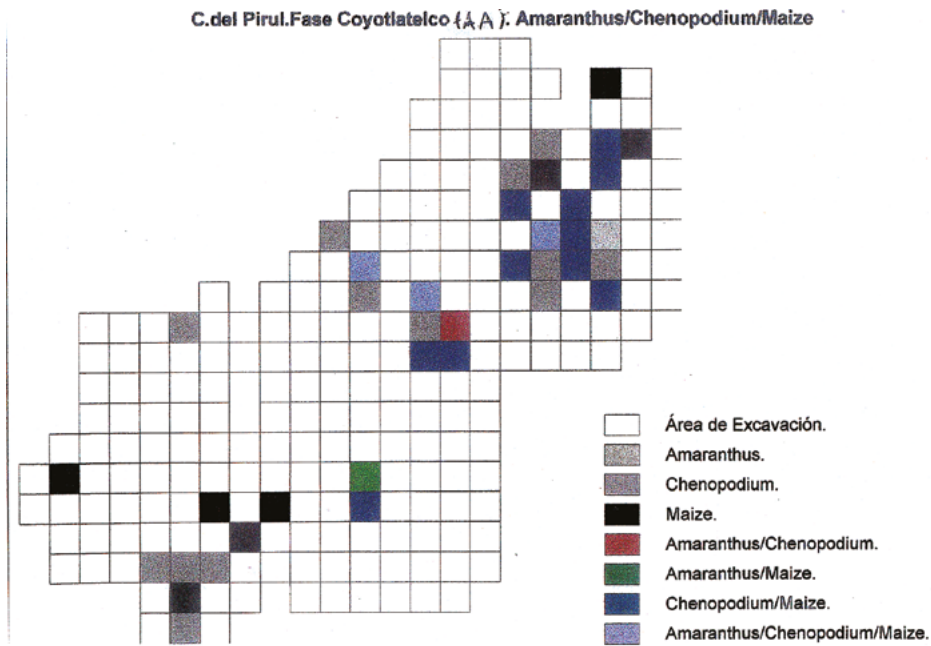 C.del Pirul.Fase Coyotlatelco (AA). Amaranthus/Chenopodium/Maize
Área de Excavación.
Amaranthus.
Chenopodium.
Maize.
Amaranthus/Chenopodium.
Amaranthus/Maize.
Chenopodium/Maize.
Amaranthus/Chenopodium/Maize.